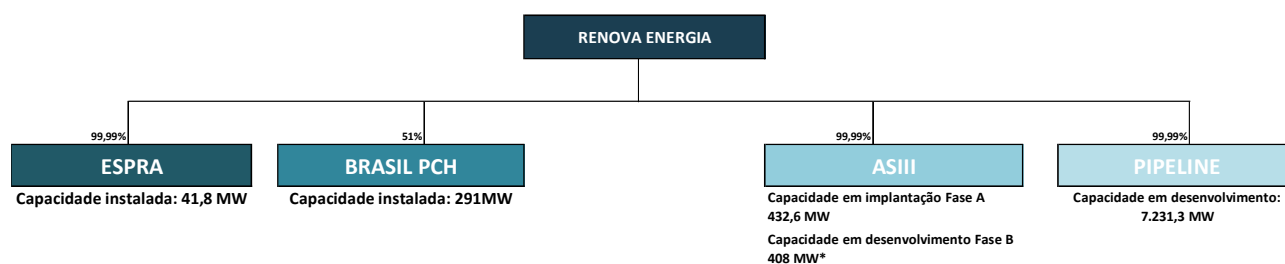 RENOVA ENERGIA
99,99%
51%
99,99%
99,99%
ESPRA
BRASIL PCH
ASIII
PIPELINE
Capacidade instalada: 41,8 MW
Capacidade instalada: 291MW
Capacidade em implantação Fase A
432,6 MW
Capacidade em desenvolvimento Fase B
408 MW*
Capacidade em desenvolvimento:
7.231,3 MW